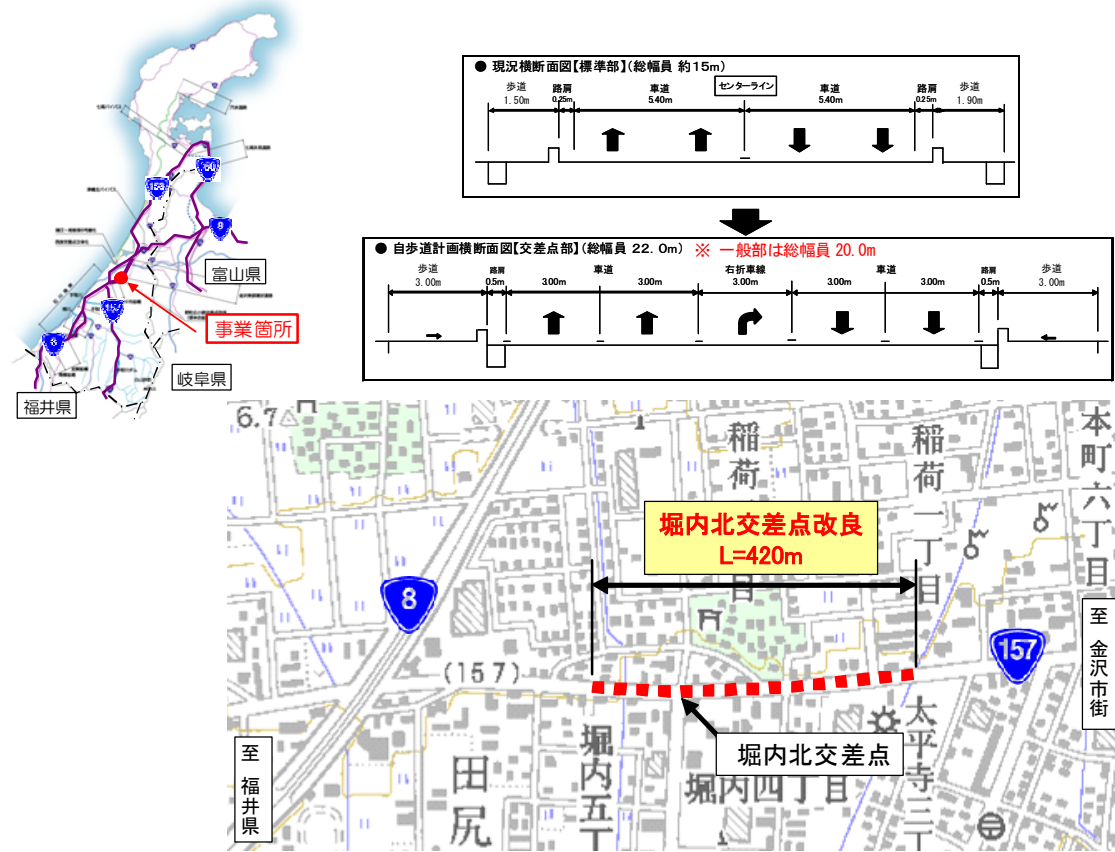 ● 現況横断面図【標準部】(総幅員 約15m)
歩道 路肩 車道 センターライン 車道 路肩 歩道
1.50m 0.25m 5.40m 5.40m 0.25m 1.90m
● 自歩道計画横断面図【交差点部】(総幅員 22.0m) ※ 一般部は総幅員 20.0m
歩道 路肩 車道 右折車線 車道 路肩 歩道
3.00m 0.5m 3.00m 3.00m 3.00m 3.00m 3.00m 0.5m 3.00m
160
159
8
富山県
事業箇所
157
8
岐阜県
福井県
6.7
稲荷
目
稲荷一丁目
本町六丁目
堀内北交差点改良
L=420m
8
(157)
157
至 金沢市街
堀内北交差点
至 福井県
田尻
堀内五丁
堀内四丁目
太平寺三丁